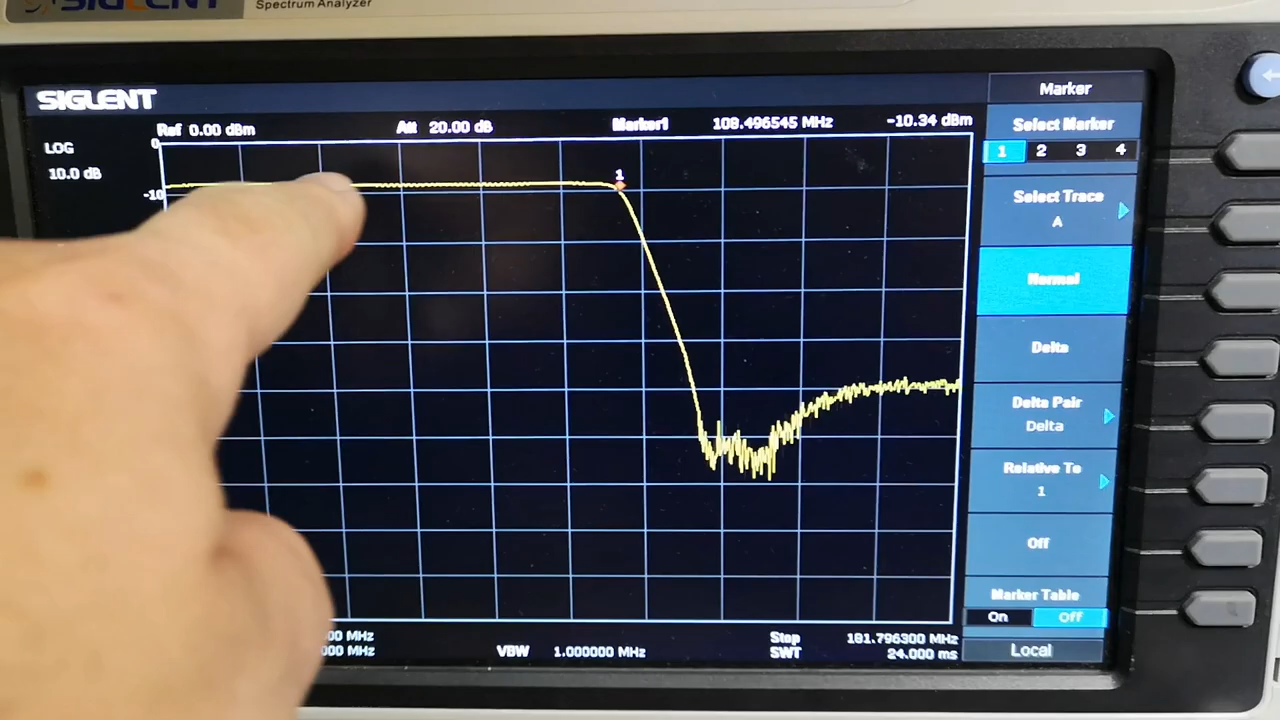 SIGLENT
Spectrum Analyzer
SIGLENT
Ref 0.00 dBm Att 20.00 dB Marker1 108.496545 MHz -10.34 dBm
LOG
10.0 dB
0
-10
1
Marker
Select Marker
1 2 3 4
Select Trace
A
Normal
Delta
Delta Pair
Delta
Relative To
1
Off
Marker Table
On Off
Local
MHz
MHz VBW 1.000000 MHz
Stop 181.796300 MHz
SWT 24.000 ms